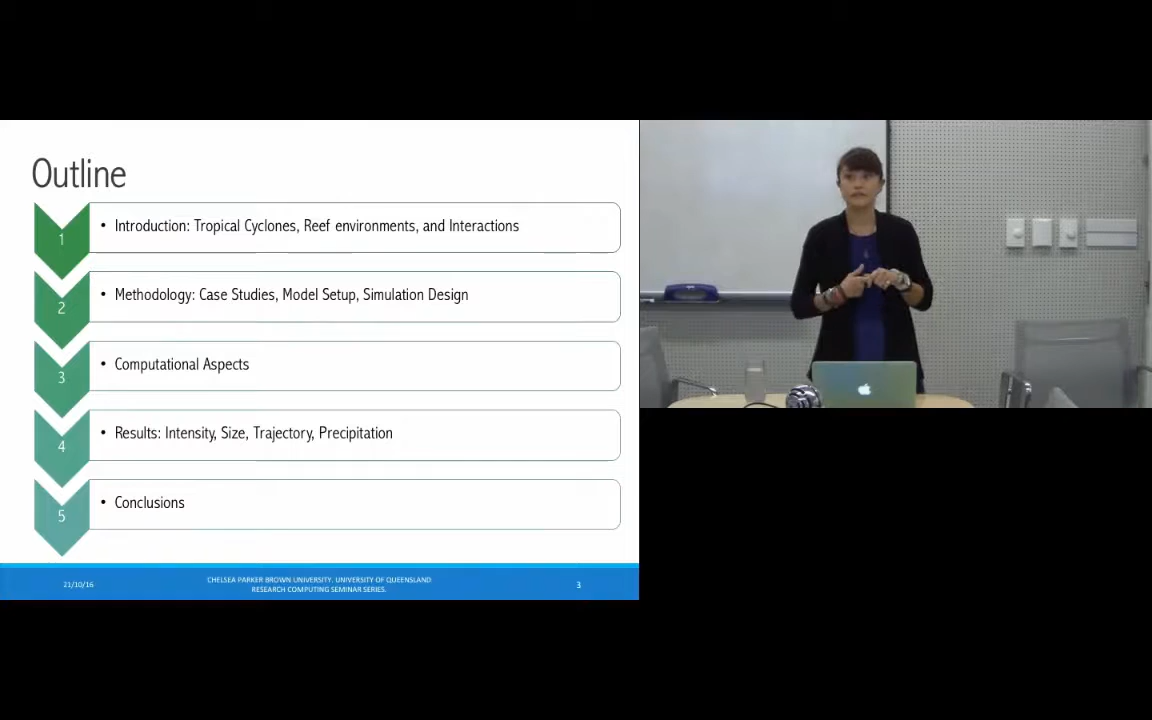 Outline
1
• Introduction: Tropical Cyclones, Reef environments, and Interactions
2
• Methodology: Case Studies, Model Setup, Simulation Design
3
• Computational Aspects
4
• Results: Intensity, Size, Trajectory, Precipitation
5
• Conclusions
21/10/16
CHELSEA PARKER BROWN UNIVERSITY. UNIVERSITY OF QUEENSLAND
RESEARCH COMPUTING SEMINAR SERIES.
3